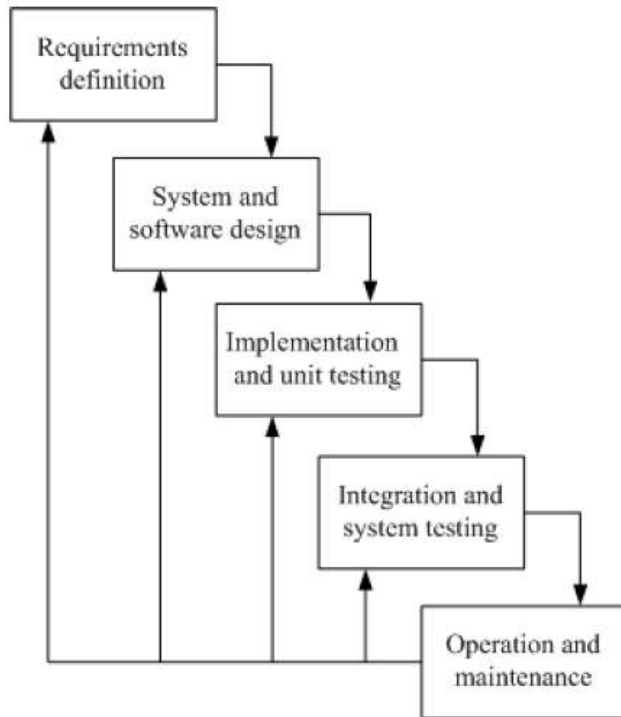 Requirements
definition
System and
software design
Implementation
and unit testing
Integration and
system testing
Operation and
maintenance